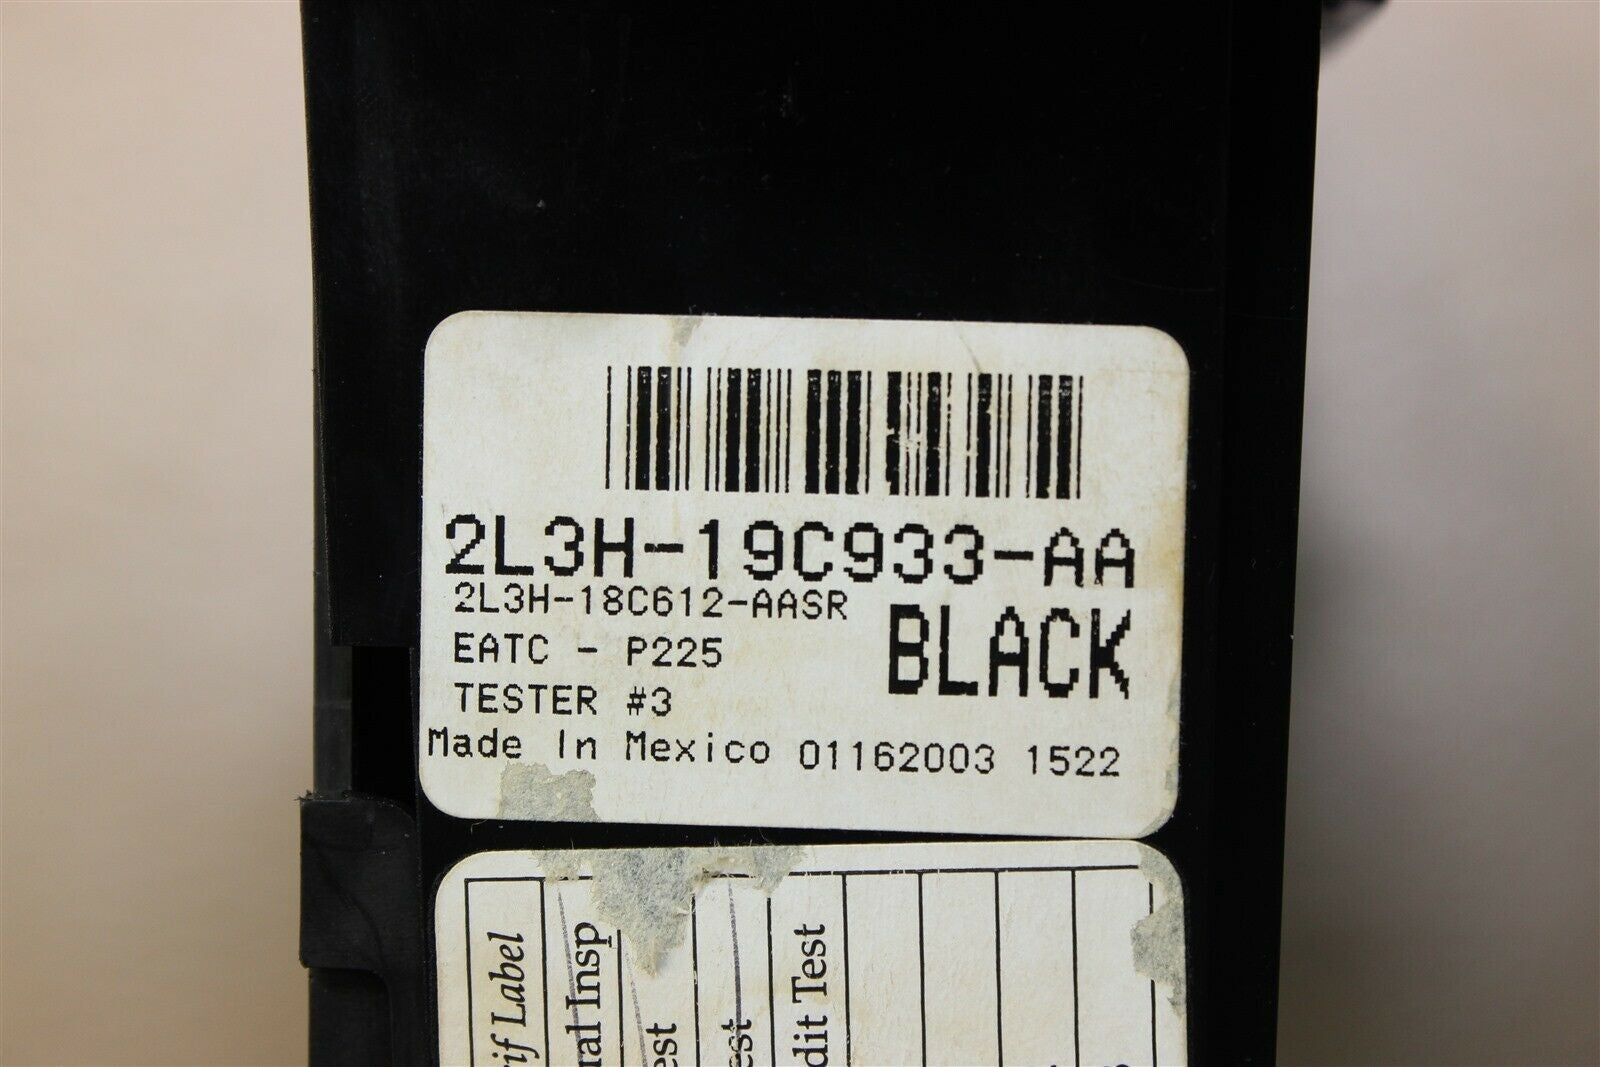 2L3H-19C933-AA
2L3H-18C612-AASR
BLACK
EATC - P225
TESTER #3
Made In Mexico 01162003 1522
Label
Insp
Test